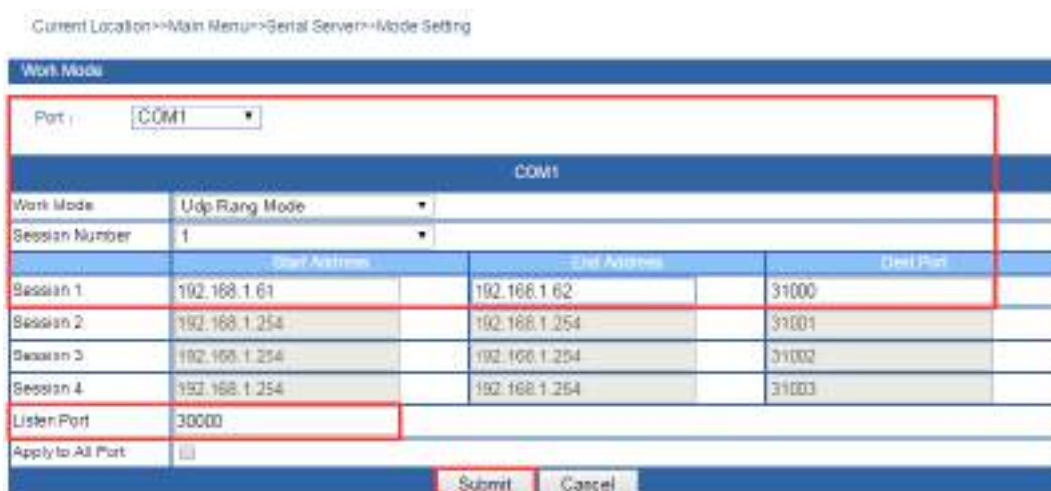 Current Location>>Main Menu>>Serial Server>>Mode Setting
Work Mode
Port : COM1
COM1
Work Mode Udp Rang Mode
Session Number 1
Start Address End Address Dest Port
Session 1 192.168.1.61 192.168.1.62 31000
Session 2 192.168.1.254 192.168.1.254 31001
Session 3 192.168.1.254 192.168.1.254 31002
Session 4 192.168.1.254 192.168.1.254 31003
Listen Port 30000
Apply to All Port
Submit Cancel